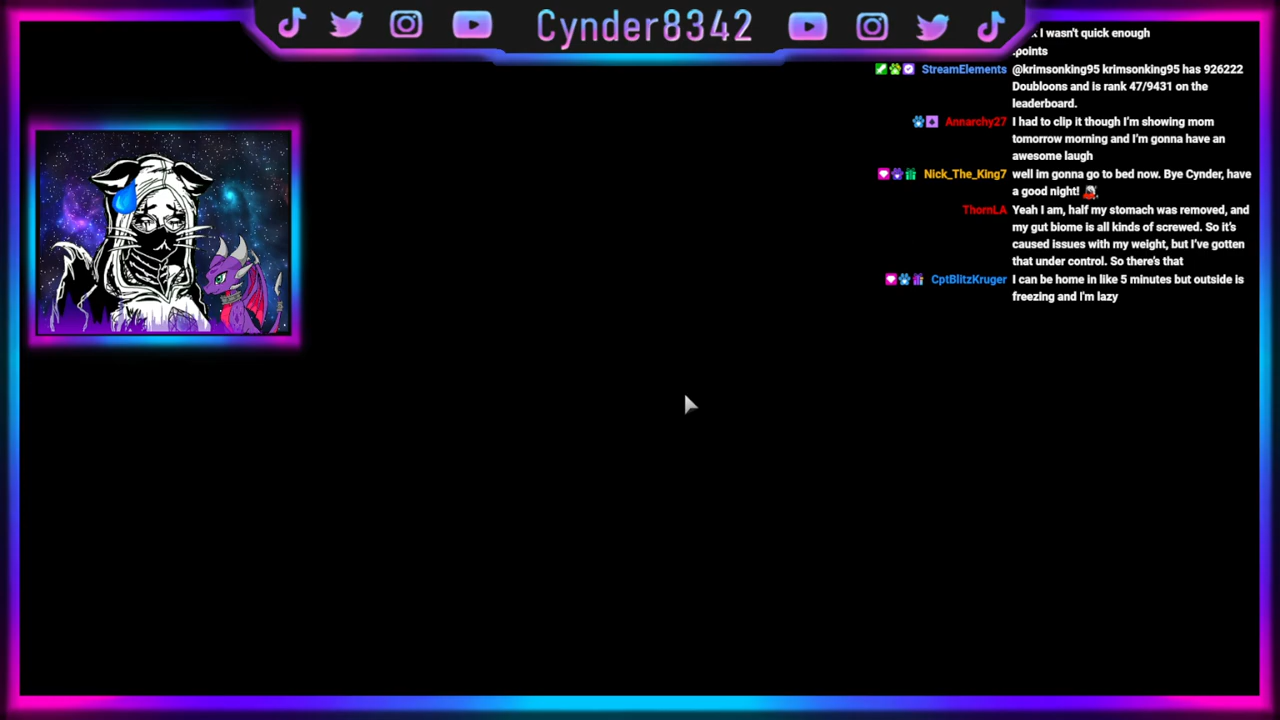 Cynder8342
I wasn't quick enough
points
StreamElements @krimsonking95 krimsonking95 has 926222
Doubloons and is rank 47/9431 on the
leaderboard.
Annarchy27 I had to clip it though I'm showing mom
tomorrow morning and I'm gonna have an
awesome laugh
Nick_The_King7 well im gonna go to bed now. Bye Cynder, have
a good night!
ThornLA Yeah I am, half my stomach was removed, and
my gut biome is all kinds of screwed. So it's
caused issues with my weight, but I've gotten
that under control. So there's that
CptBlitzKruger I can be home in like 5 minutes but outside is
freezing and I'm lazy